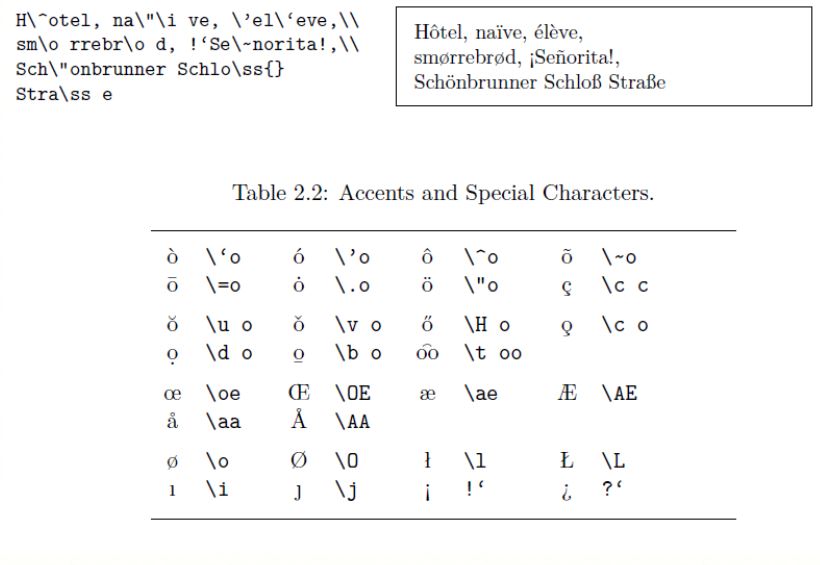 H\^otel, na\"\i ve, \'el\`eve,\\
sm\o rrebr\o d, !`Se\~norita!,\\
Sch\"onbrunner Schlo\ss{}
Stra\ss e
Hôtel, naïve, élève,
smørrebrød, ¡Señorita!,
Schönbrunner Schloß Straße
Table 2.2: Accents and Special Characters.
ò \`o ó \'o ô \^o õ \~o
ō \=o ȯ \.o ö \"o ç \c c
ŏ \u o ǒ \v o ő \H o o̧ \c o
ọ \d o o̱ \b o o͡o \t oo
œ \oe Œ \OE æ \ae Æ \AE
å \aa Å \AA
ø \o Ø \O ł \l Ł \L
ı \i ȷ \j ¡ !` ¿ ?`